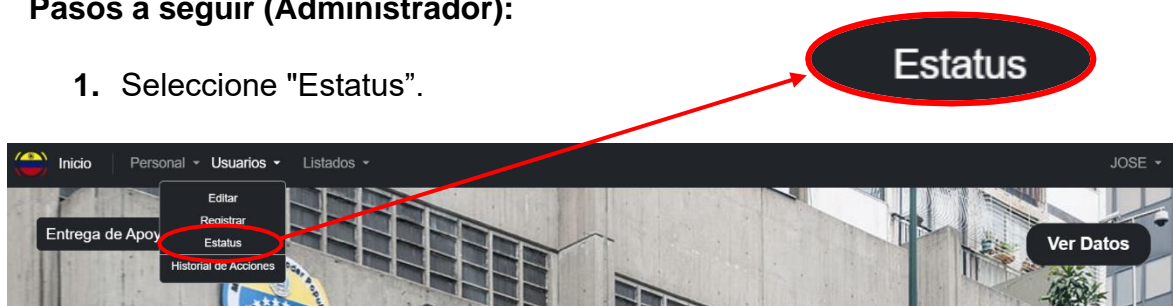 Pasos a seguir (Administrador):
Estatus
1. Seleccione "Estatus”.
Inicio Personal Usuarios Listados JOSE
Editar
Registrar
Entrega de Apoy
Estatus
Ver Datos
Historial de Acciones